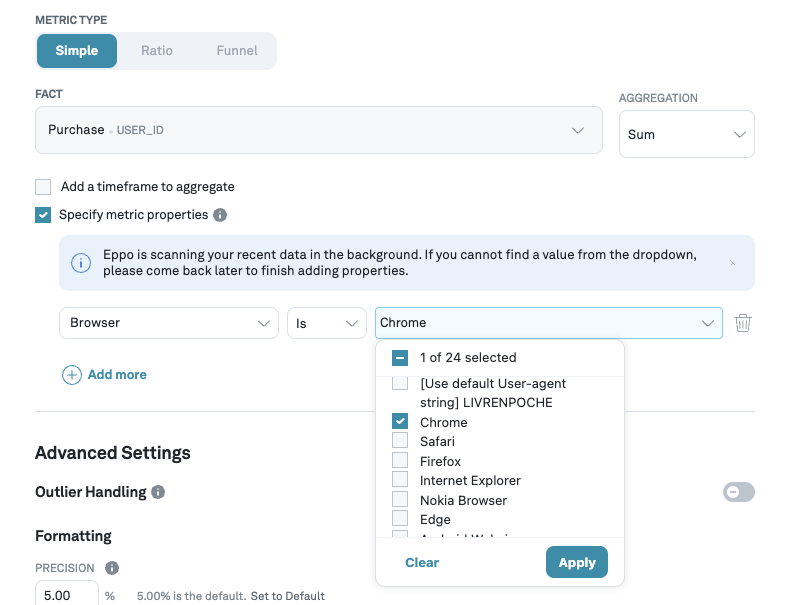 METRIC TYPE
Simple Ratio Funnel
FACT
AGGREGATION
Purchase USER_ID
Sum
Add a timeframe to aggregate
Specify metric properties
Eppo is scanning your recent data in the background. If you cannot find a value from the dropdown,
please come back later to finish adding properties.
Browser Is Chrome
1 of 24 selected
[Use default User-agent
string] LIVRENPOCHE
Chrome
Safari
Firefox
Internet Explorer
Nokia Browser
Edge
Clear Apply
Add more
Advanced Settings
Outlier Handling
Formatting
PRECISION
5.00 % 5.00% is the default. Set to Default